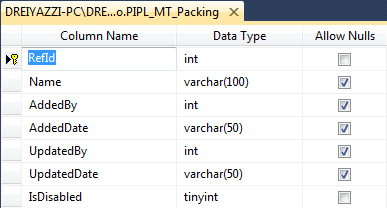 DREIYAZZI-PC\DRE...o.PIPL_MT_Packing
Column Name Data Type Allow Nulls
RefId int
Name varchar(100)
AddedBy int
AddedDate varchar(50)
UpdatedBy int
UpdatedDate varchar(50)
IsDisabled tinyint